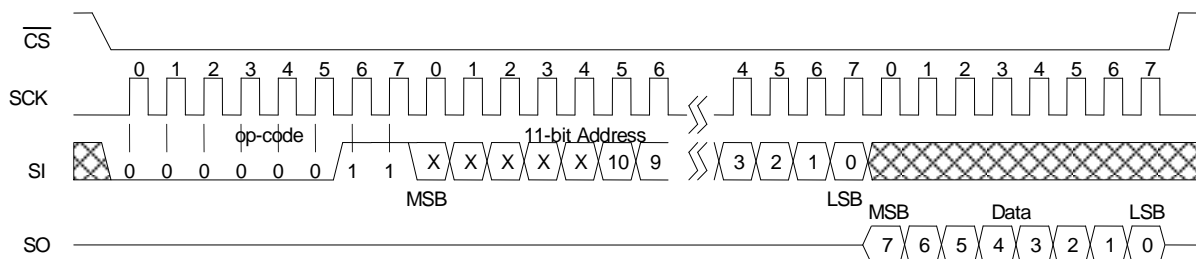 CS
0 1 2 3 4 5 6 7 0 1 2 3 4 5 6 4 5 6 7 0 1 2 3 4 5 6 7
SCK
op-code 11-bit Address
SI 0 0 0 0 0 0 1 1 X X X X X 10 9 3 2 1 0
MSB LSB
MSB Data LSB
SO 7 6 5 4 3 2 1 0